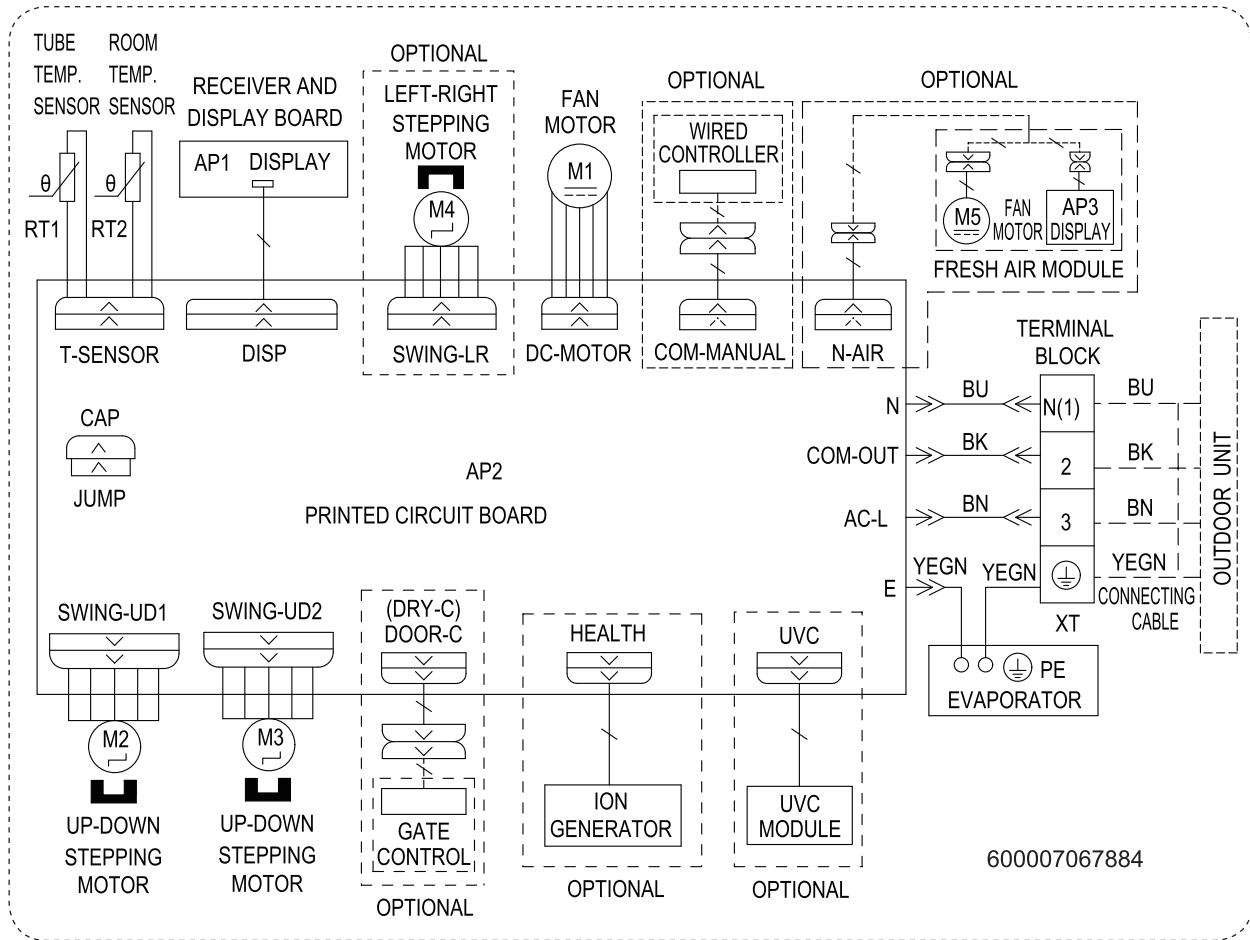 TUBE
TEMP.
SENSOR
ROOM
TEMP.
SENSOR
RECEIVER AND
DISPLAY BOARD
AP1 DISPLAY
OPTIONAL
LEFT-RIGHT
STEPPING
MOTOR
M4
FAN
MOTOR
M1
OPTIONAL
WIRED
CONTROLLER
OPTIONAL
M5
FAN
MOTOR
AP3
DISPLAY
FRESH AIR MODULE
θ
RT1
θ
RT2
T-SENSOR
DISP
SWING-LR
DC-MOTOR
COM-MANUAL
N-AIR
TERMINAL
BLOCK
N
BU
N(1)
BU
COM-OUT
BK
2
BK
AC-L
BN
3
BN
E
YEGN
YEGN
YEGN
CONNECTING
CABLE
XT
OUTDOOR UNIT
PE
EVAPORATOR
CAP
JUMP
AP2
PRINTED CIRCUIT BOARD
SWING-UD1
M2
UP-DOWN
STEPPING
MOTOR
SWING-UD2
M3
UP-DOWN
STEPPING
MOTOR
(DRY-C)
DOOR-C
GATE
CONTROL
OPTIONAL
HEALTH
ION
GENERATOR
OPTIONAL
UVC
UVC
MODULE
OPTIONAL
600007067884